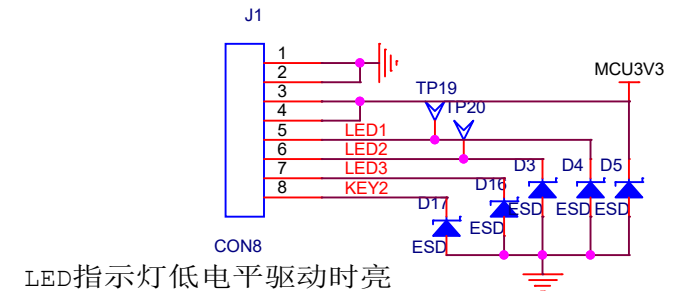 J1
1
2
3
4
5
6
7
8
MCU3V3
TP19
TP20
LED1
LED2
LED3
KEY2
D3
D4
D5
D16
D17
ESD
ESD
ESD
ESD
ESD
CON8
LED指示灯低电平驱动时亮